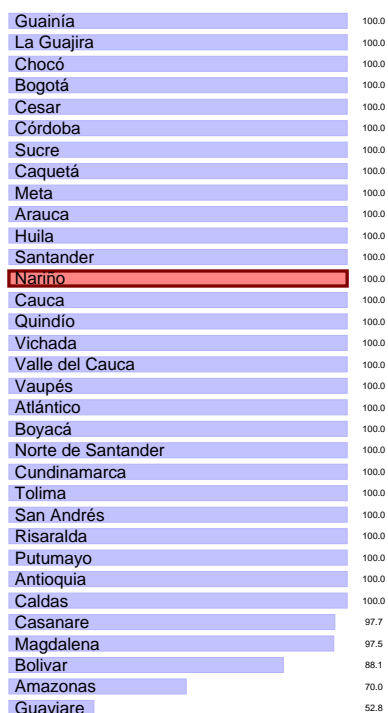 Guainía 100.0
La Guajira 100.0
Chocó 100.0
Bogotá 100.0
Cesar 100.0
Córdoba 100.0
Sucre 100.0
Caquetá 100.0
Meta 100.0
Arauca 100.0
Huila 100.0
Santander 100.0
Nariño 100.0
Cauca 100.0
Quindío 100.0
Vichada 100.0
Valle del Cauca 100.0
Vaupés 100.0
Atlántico 100.0
Boyacá 100.0
Norte de Santander 100.0
Cundinamarca 100.0
Tolima 100.0
San Andrés 100.0
Risaralda 100.0
Putumayo 100.0
Antioquia 100.0
Caldas 100.0
Casanare 97.7
Magdalena 97.5
Bolivar 88.1
Amazonas 70.0
Guaviare 52.8